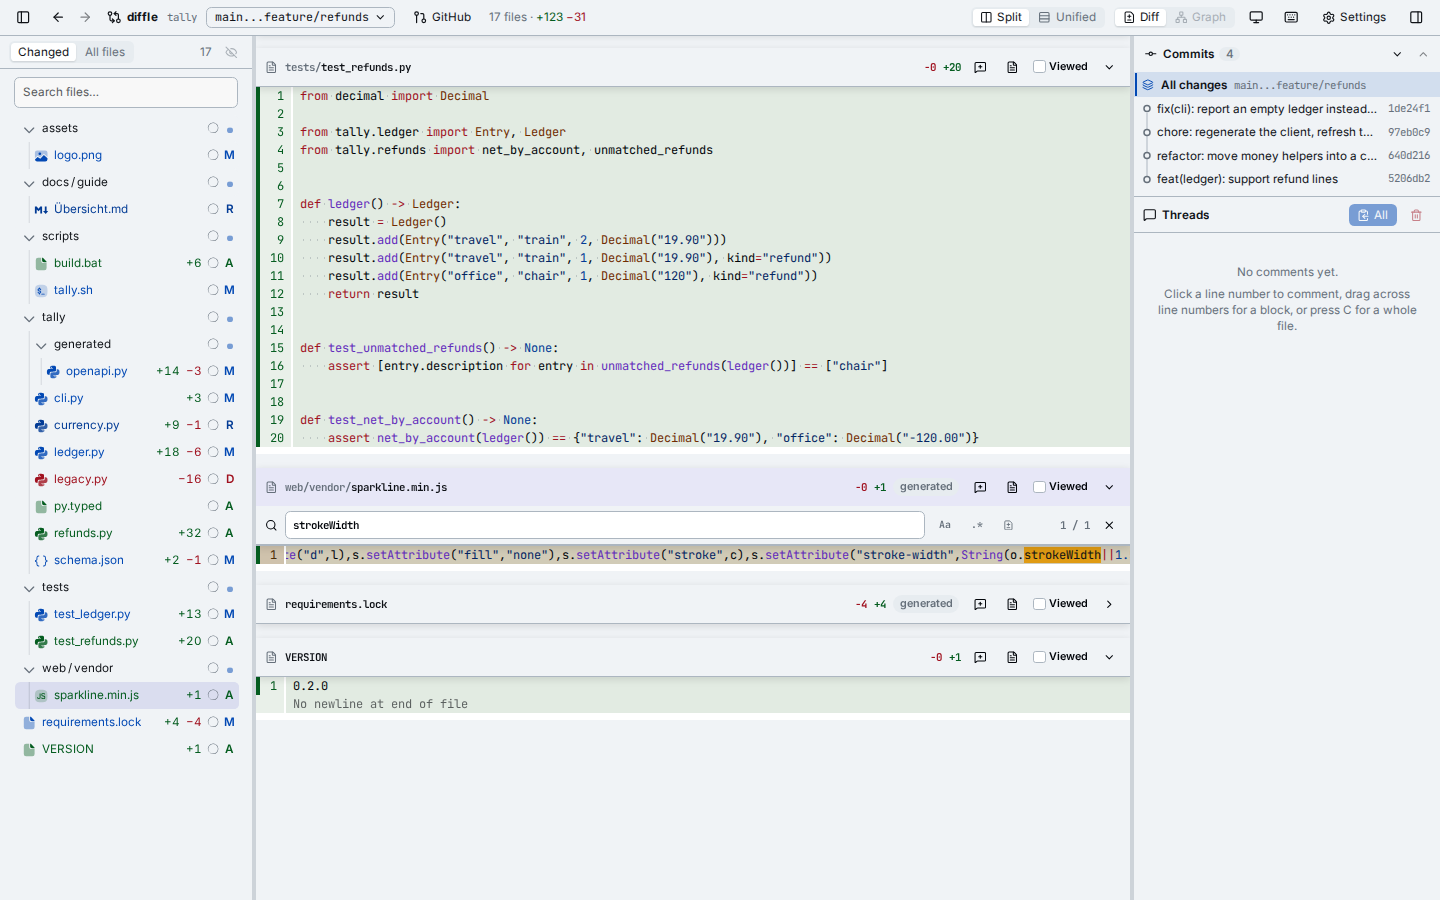 diffle tally main...feature/refunds GitHub 17 files · +123 −31 Split Unified Diff Graph Settings
Changed All files 17
Search files...
assets
logo.png M
docs/guide
Übersicht.md R
scripts
build.bat +6 A
tally.sh M
tally
generated
openapi.py +14 −3 M
cli.py +3 M
currency.py +9 −1 R
ledger.py +18 −6 M
legacy.py −16 D
py.typed A
refunds.py +32 A
schema.json +2 −1 M
tests
test_ledger.py +13 M
test_refunds.py +20 A
web/vendor
sparkline.min.js +1 A
requirements.lock +4 −4 M
VERSION +1 A
tests/test_refunds.py -0 +20 Viewed
1 from decimal import Decimal
2
3 from tally.ledger import Entry, Ledger
4 from tally.refunds import net_by_account, unmatched_refunds
5
6
7 def ledger() -> Ledger:
8 result = Ledger()
9 result.add(Entry("travel", "train", 2, Decimal("19.90")))
10 result.add(Entry("travel", "train", 1, Decimal("19.90"), kind="refund"))
11 result.add(Entry("office", "chair", 1, Decimal("120"), kind="refund"))
12 return result
13
14
15 def test_unmatched_refunds() -> None:
16 assert [entry.description for entry in unmatched_refunds(ledger())] == ["chair"]
17
18
19 def test_net_by_account() -> None:
20 assert net_by_account(ledger()) == {"travel": Decimal("19.90"), "office": Decimal("-120.00")}
web/vendor/sparkline.min.js -0 +1 generated Viewed
strokeWidth Aa .* 1 / 1
1 te("d",l),s.setAttribute("fill","none"),s.setAttribute("stroke",c),s.setAttribute("stroke-width",String(o.strokeWidth||1.
requirements.lock -4 +4 generated Viewed
VERSION -0 +1 Viewed
1 0.2.0
No newline at end of file
Commits 4
All changes main...feature/refunds
fix(cli): report an empty ledger instead... 1de24f1
chore: regenerate the client, refresh t... 97eb0c9
refactor: move money helpers into a c... 640d216
feat(ledger): support refund lines 5206db2
Threads All
No comments yet.
Click a line number to comment, drag across
line numbers for a block, or press C for a whole
file.